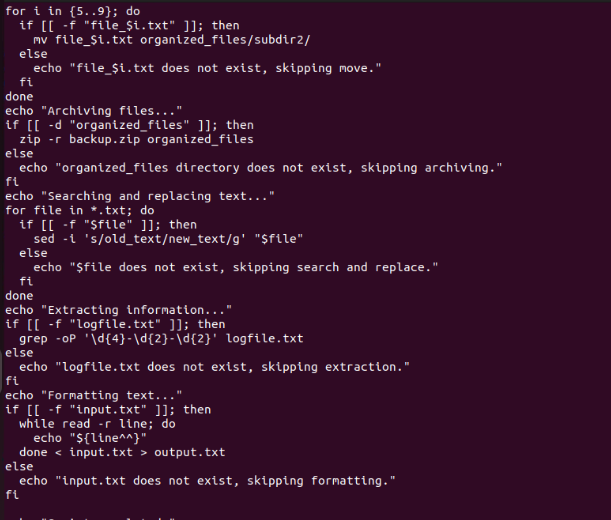 for i in {5..9}; do
  if [[ -f "file_$i.txt" ]]; then
    mv file_$i.txt organized_files/subdir2/
  else
    echo "file_$i.txt does not exist, skipping move."
  fi
done
echo "Archiving files..."
if [[ -d "organized_files" ]]; then
  zip -r backup.zip organized_files
else
  echo "organized_files directory does not exist, skipping archiving."
fi
echo "Searching and replacing text..."
for file in *.txt; do
  if [[ -f "$file" ]]; then
    sed -i 's/old_text/new_text/g' "$file"
  else
    echo "$file does not exist, skipping search and replace."
  fi
done
echo "Extracting information..."
if [[ -f "logfile.txt" ]]; then
  grep -oP '\d{4}-\d{2}-\d{2}' logfile.txt
else
  echo "logfile.txt does not exist, skipping extraction."
fi
echo "Formatting text..."
if [[ -f "input.txt" ]]; then
  while read -r line; do
    echo "${line^^}"
  done < input.txt > output.txt
else
  echo "input.txt does not exist, skipping formatting."
fi